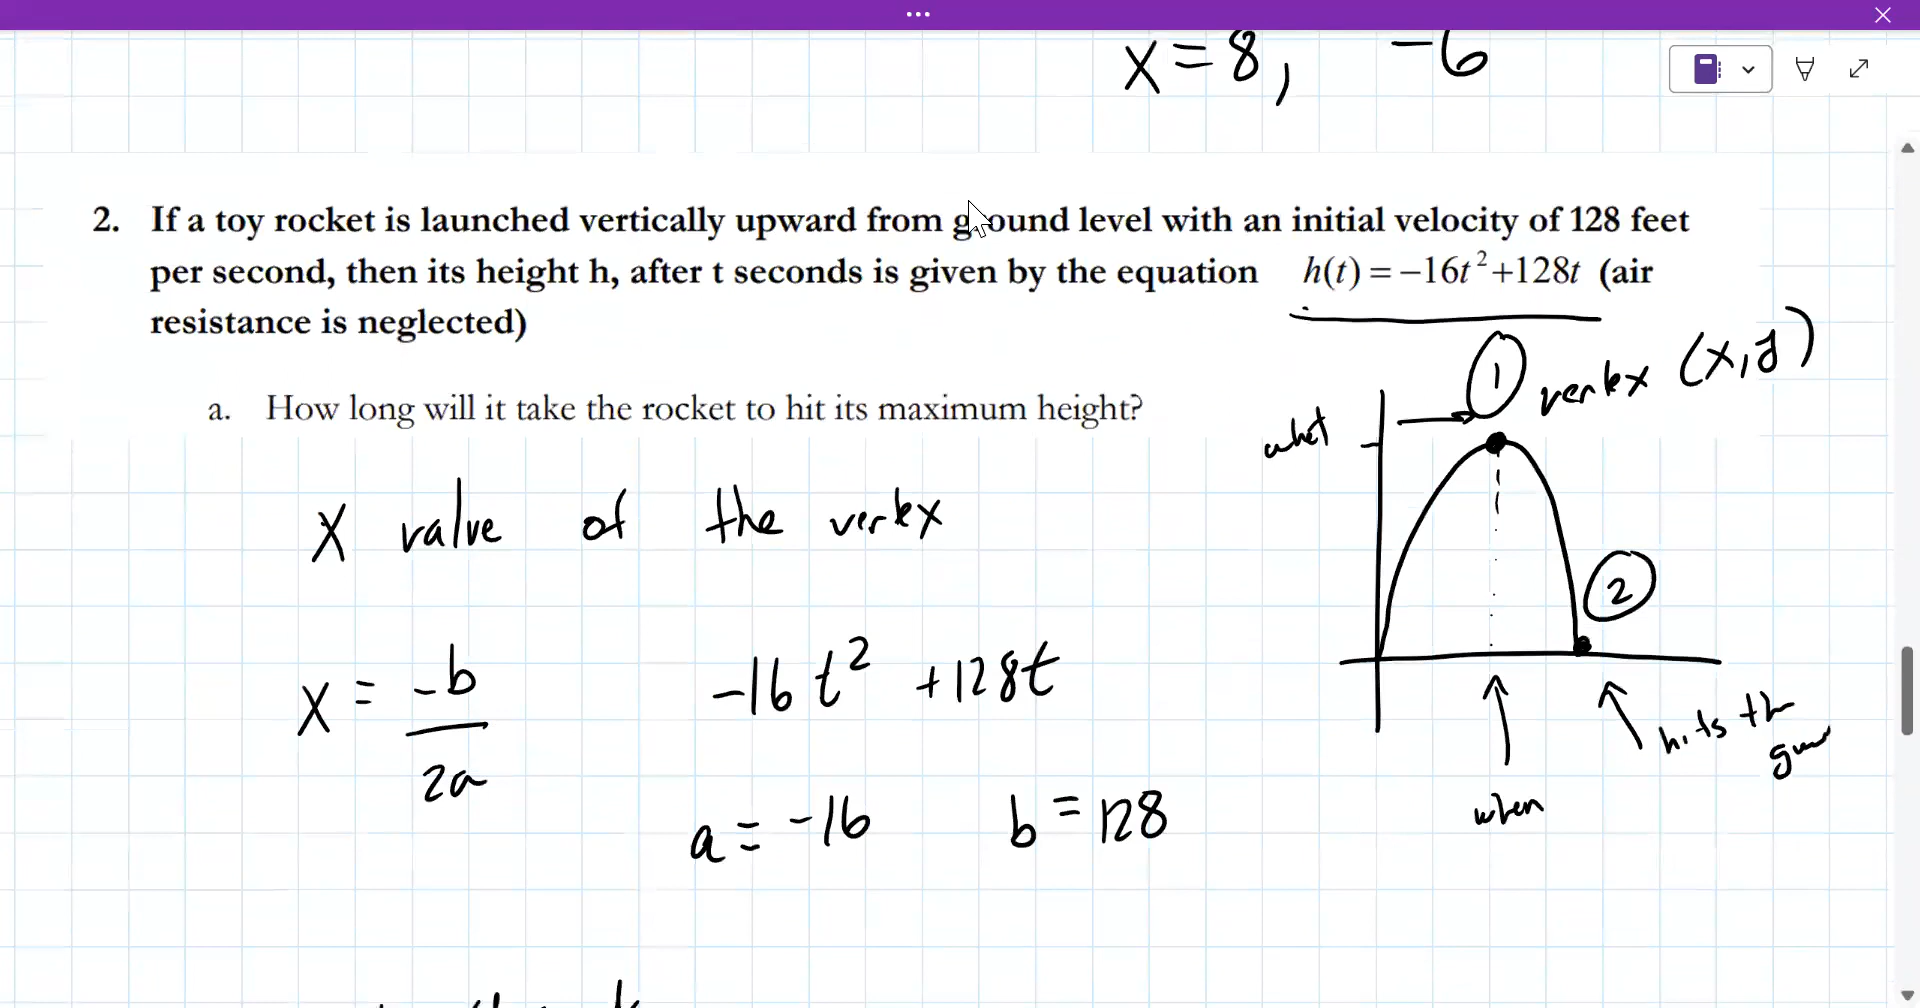 x = 8, -6
2. If a toy rocket is launched vertically upward from ground level with an initial velocity of 128 feet
per second, then its height h, after t seconds is given by the equation h(t) = −16t² +128t (air
resistance is neglected)
① vertex (x,y)
a. How long will it take the rocket to hit its maximum height?
what
X value of the vertex
②
x = -b/2a
-16t² +128t
hits the
a = -16 b = 128
when